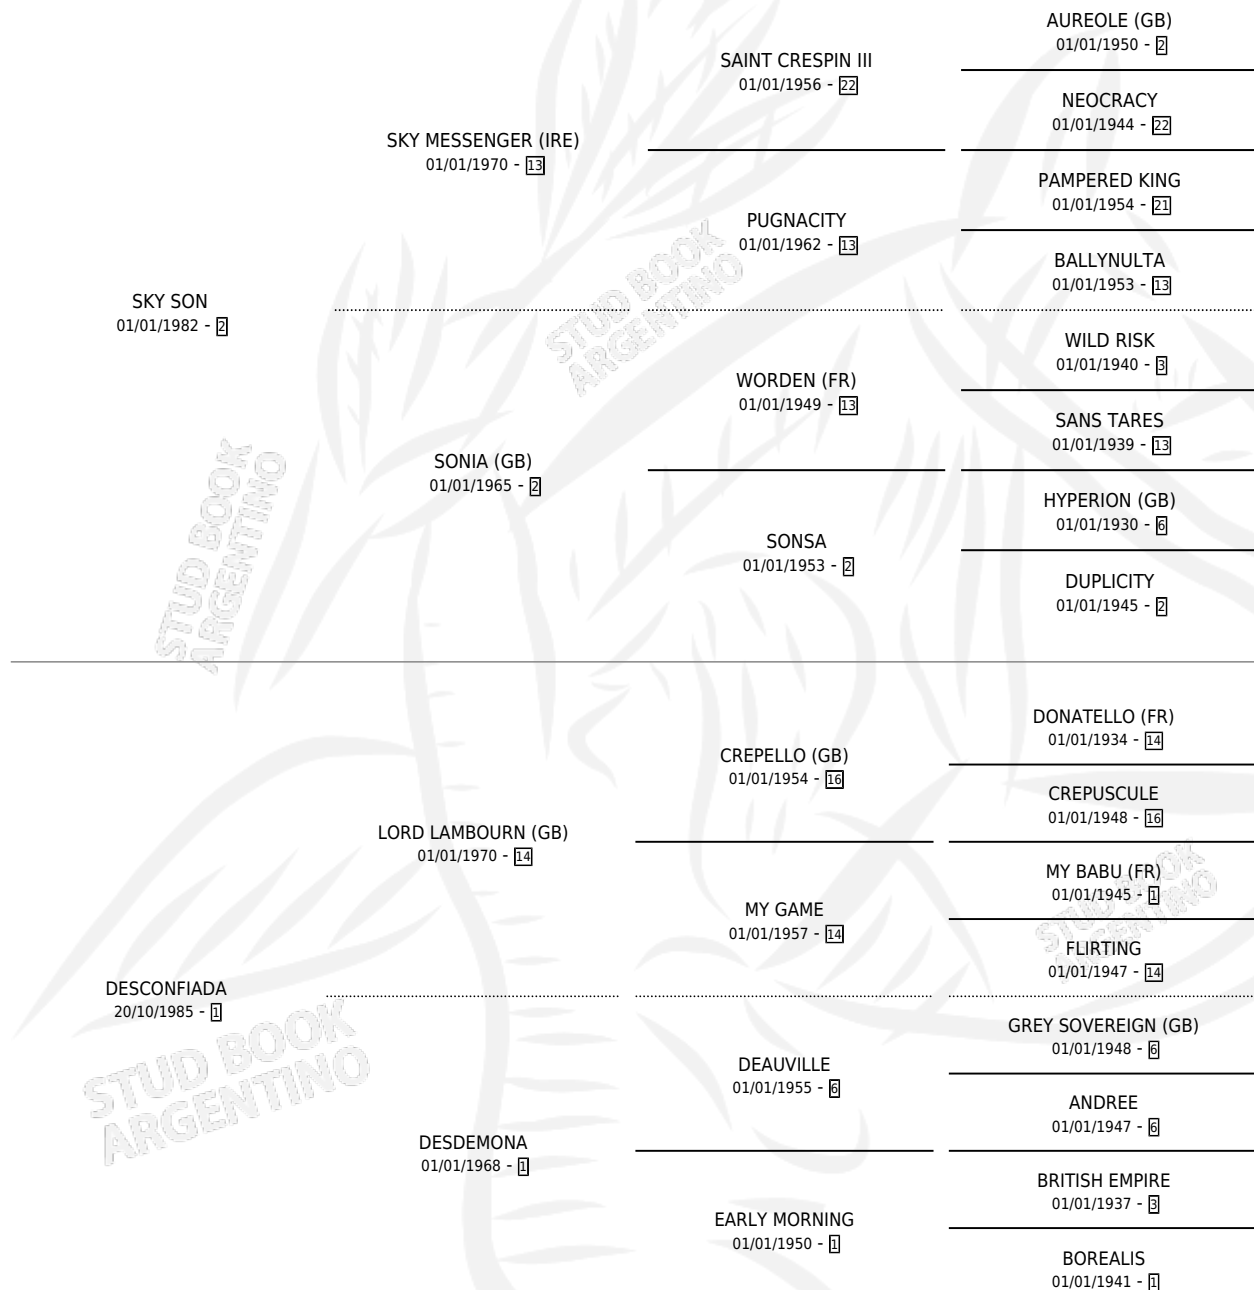 AUREOLE (GB)
01/01/1950 - 2
SAINT CRESPIN III
01/01/1956 - 22
NEOCRACY
01/01/1944 - 22
SKY MESSENGER (IRE)
01/01/1970 - 13
PAMPERED KING
01/01/1954 - 21
PUGNACITY
01/01/1962 - 13
BALLYNULTA
01/01/1953 - 13
SKY SON
01/01/1982 - 2
STUD BOOK
ARGENTINO
WILD RISK
01/01/1940 - 3
WORDEN (FR)
01/01/1949 - 13
SANS TARES
01/01/1939 - 13
SONIA (GB)
01/01/1965 - 2
HYPERION (GB)
01/01/1930 - 6
SONSA
01/01/1953 - 2
DUPLICITY
01/01/1945 - 2
STUD BOOK
ARGENTINO
DONATELLO (FR)
01/01/1934 - 14
CREPELLO (GB)
01/01/1954 - 16
CREPUSCULE
01/01/1948 - 16
LORD LAMBOURN (GB)
01/01/1970 - 14
MY BABU (FR)
01/01/1945 - 1
MY GAME
01/01/1957 - 14
FLIRTING
01/01/1947 - 14
STUD BOOK
ARGENTINO
DESCONFIADA
20/10/1985 - 1
GREY SOVEREIGN (GB)
01/01/1948 - 6
DEAUVILLE
01/01/1955 - 6
ANDREE
01/01/1947 - 6
STUD BOOK
ARGENTINO
DESDEMONA
01/01/1968 - 1
BRITISH EMPIRE
01/01/1937 - 3
EARLY MORNING
01/01/1950 - 1
BOREALIS
01/01/1941 - 1